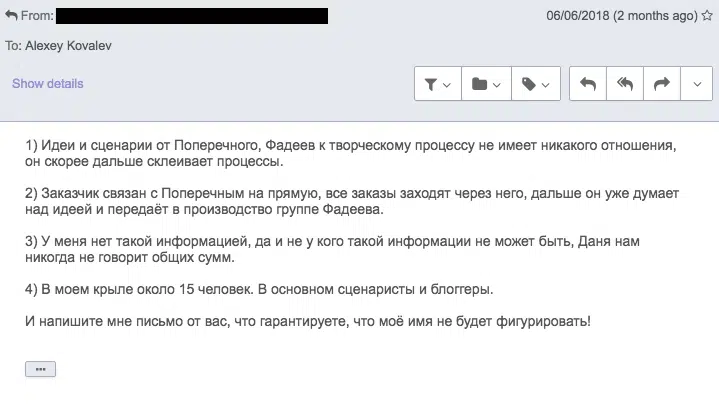 From:
06/06/2018 (2 months ago)
To: Alexey Kovalev
Show details
1) Идеи и сценарии от Поперечного, Фадеев к творческому процессу не имеет никакого отношения,
он скорее дальше склеивает процессы.
2) Заказчик связан с Поперечным на прямую, все заказы заходят через него, дальше он уже думает
над идеей и передаёт в производство группе Фадеева.
3) У меня нет такой информацией, да и не у кого такой информации не может быть, Даня нам
никогда не говорит общих сумм.
4) В моем крыле около 15 человек. В основном сценаристы и блоггеры.
И напишите мне письмо от вас, что гарантируете, что моё имя не будет фигурировать!